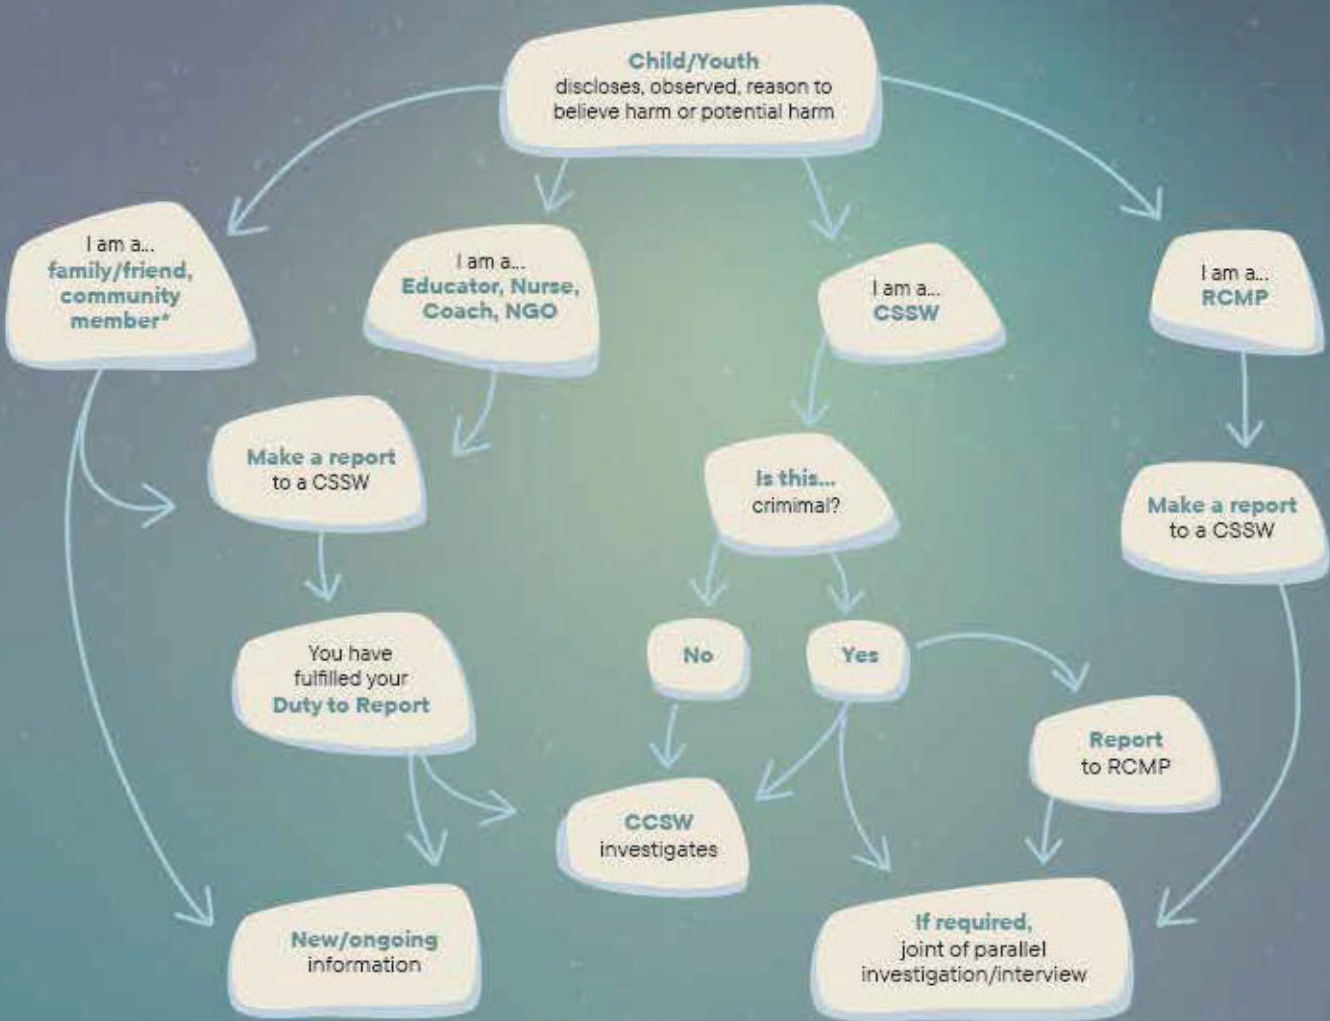 Child/Youth
discloses, observed, reason to
believe harm or potential harm
I am a...
family/friend,
community
member*
I am a...
Educator, Nurse,
Coach, NGO
I am a...
CSSW
I am a...
RCMP
Make a report
to a CSSW
Is this...
crimimal?
Make a report
to a CSSW
You have
fulfilled your
Duty to Report
No
Yes
Report
to RCMP
CCSW
investigates
New/ongoing
information
If required,
joint of parallel
investigation/interview